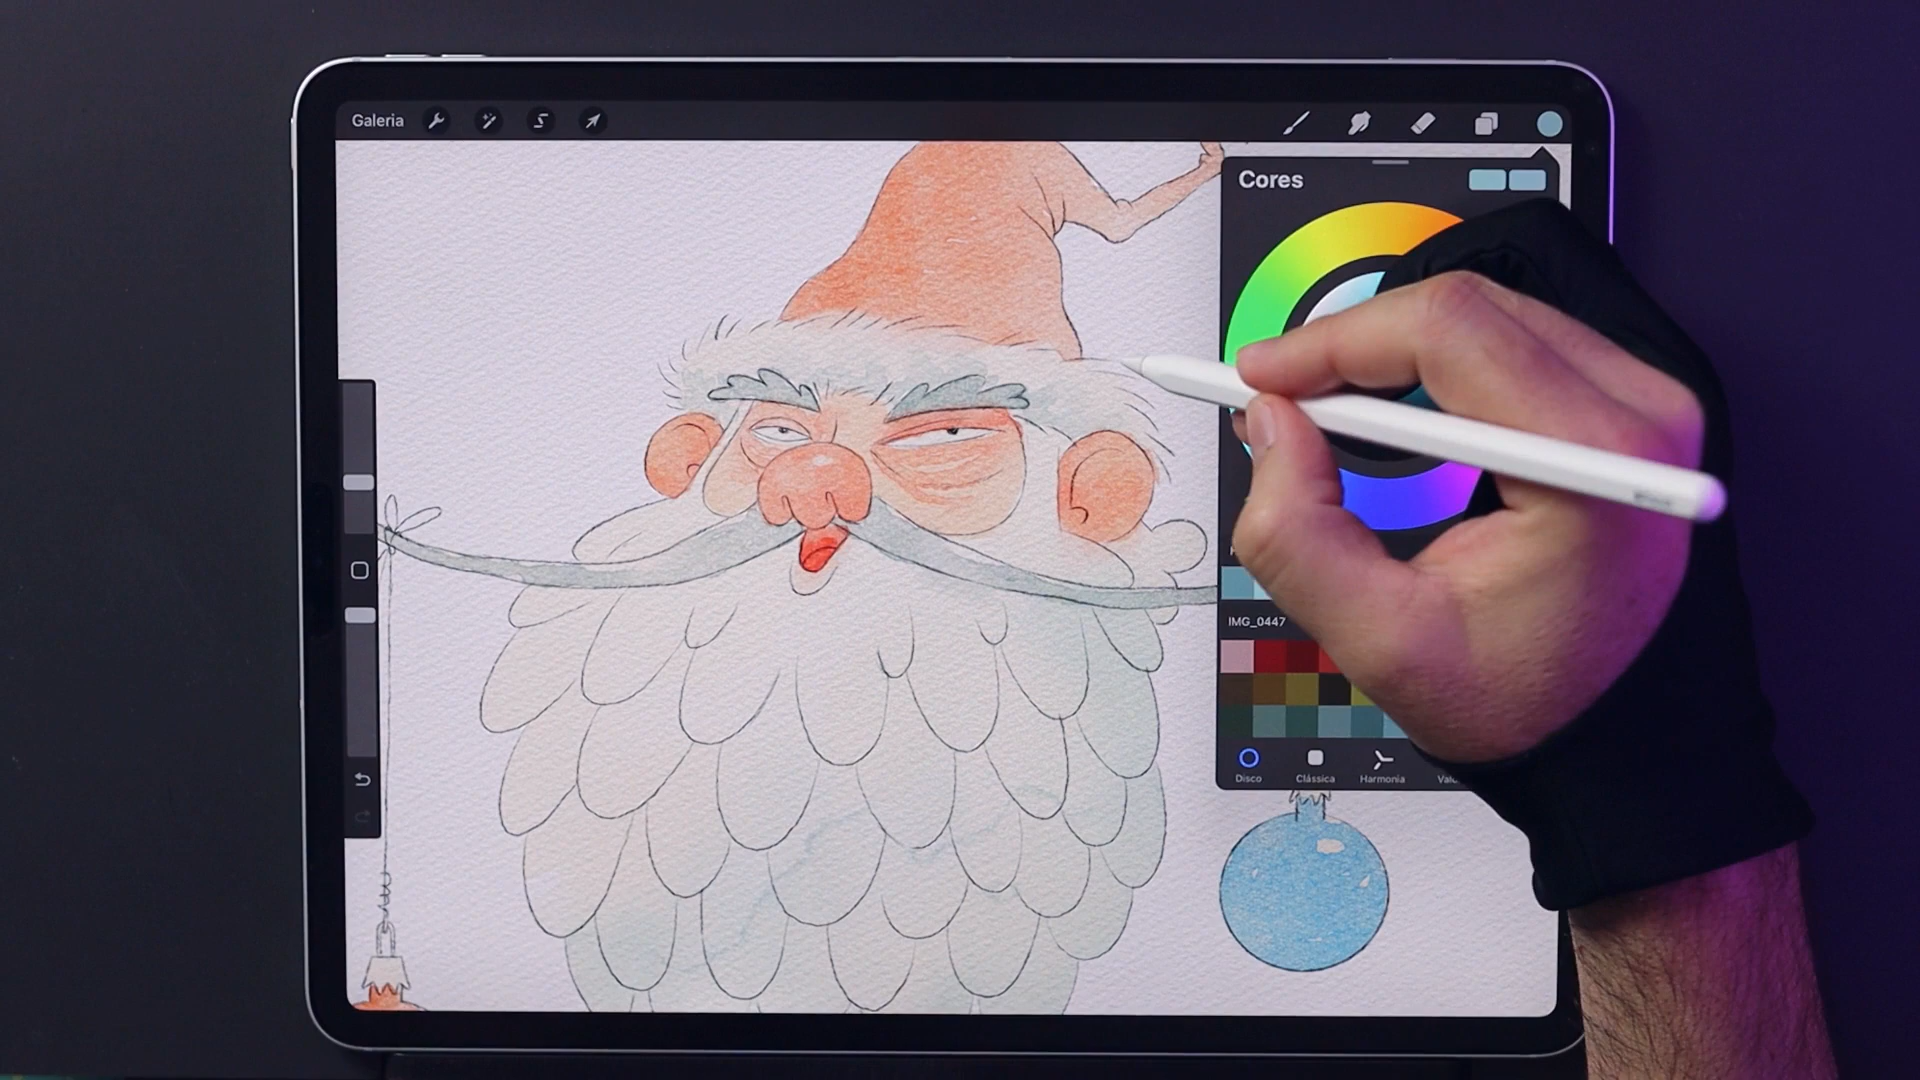 Galeria
Cores
IMG_0447
Disco
Clássica
Harmonia